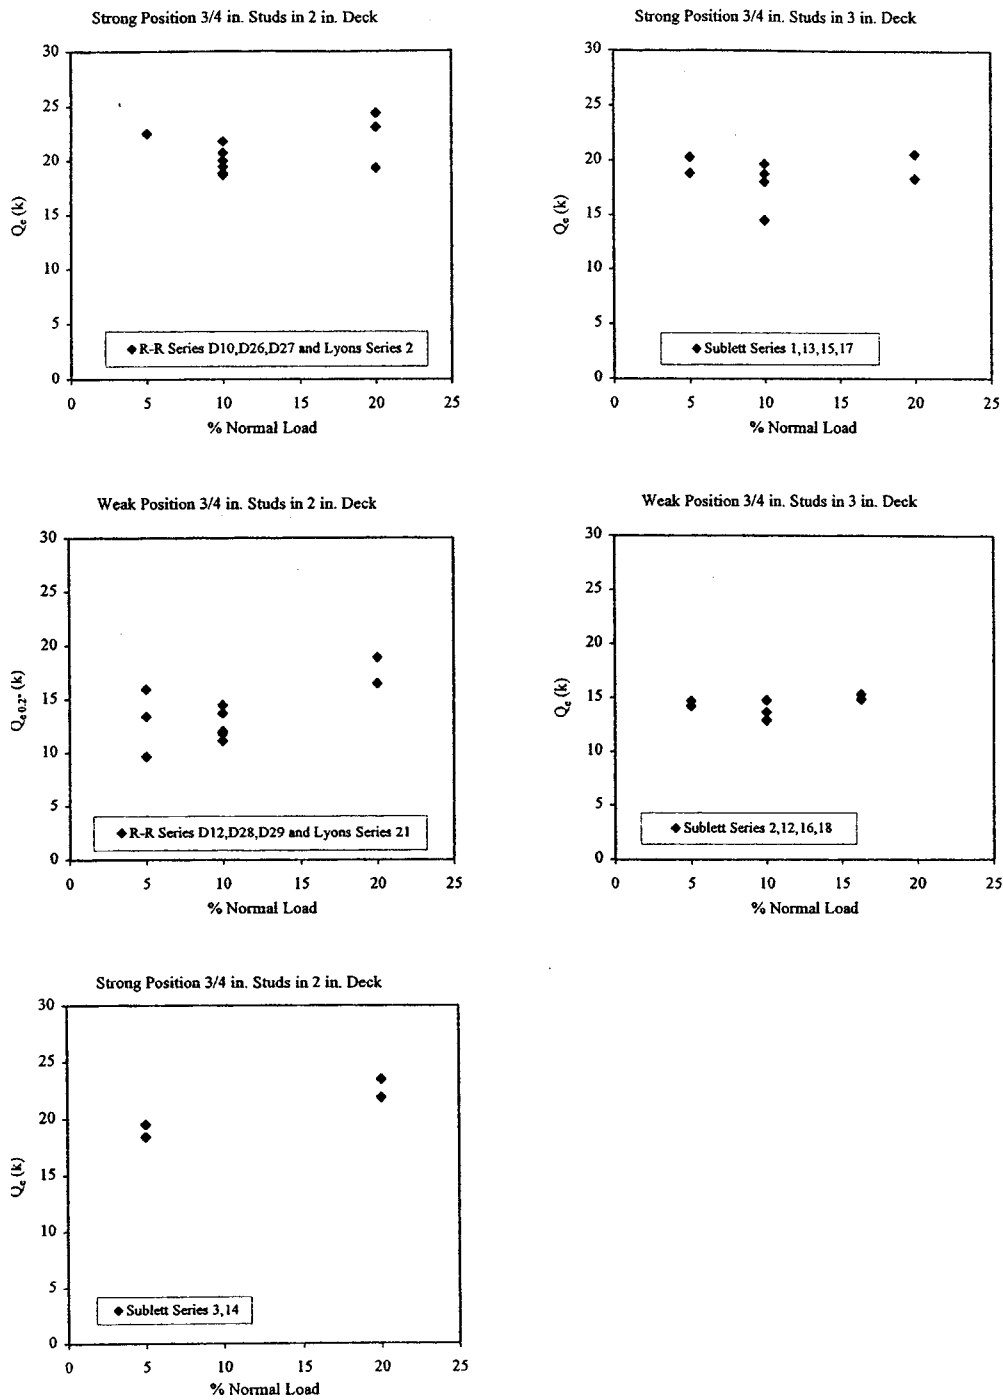 Strong Position 3/4 in. Studs in 2 in. Deck
30
25
20
15
10
5
0
Qe (k)
◆ R-R Series D10,D26,D27 and Lyons Series 2
0 5 10 15 20 25
% Normal Load
Strong Position 3/4 in. Studs in 3 in. Deck
30
25
20
15
10
5
0
Qe (k)
◆ Sublett Series 1,13,15,17
0 5 10 15 20 25
% Normal Load
Weak Position 3/4 in. Studs in 2 in. Deck
30
25
20
15
10
5
0
Qe 0.2" (k)
◆ R-R Series D12,D28,D29 and Lyons Series 21
0 5 10 15 20 25
% Normal Load
Weak Position 3/4 in. Studs in 3 in. Deck
30
25
20
15
10
5
0
Qe (k)
◆ Sublett Series 2,12,16,18
0 5 10 15 20 25
% Normal Load
Strong Position 3/4 in. Studs in 2 in. Deck
30
25
20
15
10
5
0
Qe (k)
◆ Sublett Series 3,14
0 5 10 15 20 25
% Normal Load